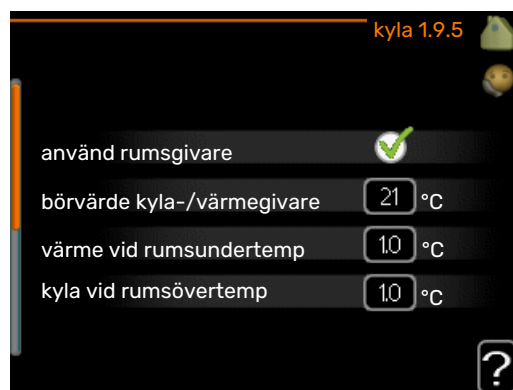 kyla 1.9.5
använd rumsgivare
börvärde kyla-/värmegivare 21 °C
värme vid rumsundertemp 1.0 °C
kyla vid rumsövertemp 1.0 °C
?